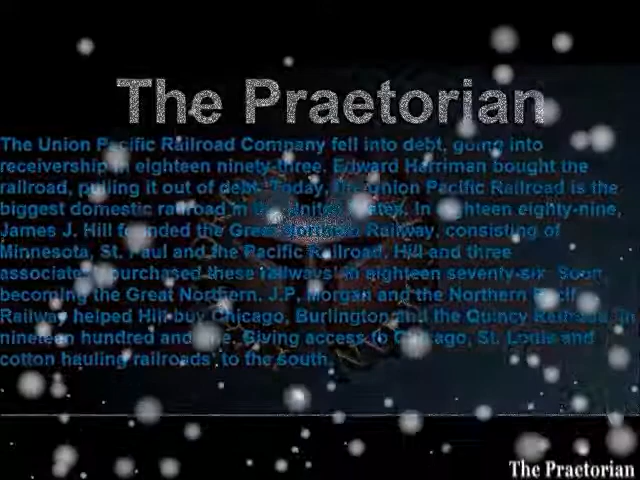 The Praetorian
The Union Pacific Railroad Company fell into debt, going into
receivership in eighteen ninety-three. Edward Harriman bought the
railroad, pulling it out of debt. Today, the union Pacific Railroad is the
biggest domestic railroad in the United States. In eighteen eighty-nine,
James J. Hill founded the Great Northern Railway, consisting of
Minnesota, St. Paul and the Pacific Railroad. Hill and three
associates purchased these railways in eighteen seventy-six. Soon
becoming the Great Northern. J.P. Morgan and the Northern Pacific
Railway helped Hill buy Chicago, Burlington and the Quincy Railroad. In
nineteen hundred and one. Giving access to Chicago, St. Louis and
cotton hauling railroads, to the south.
The Praetorian